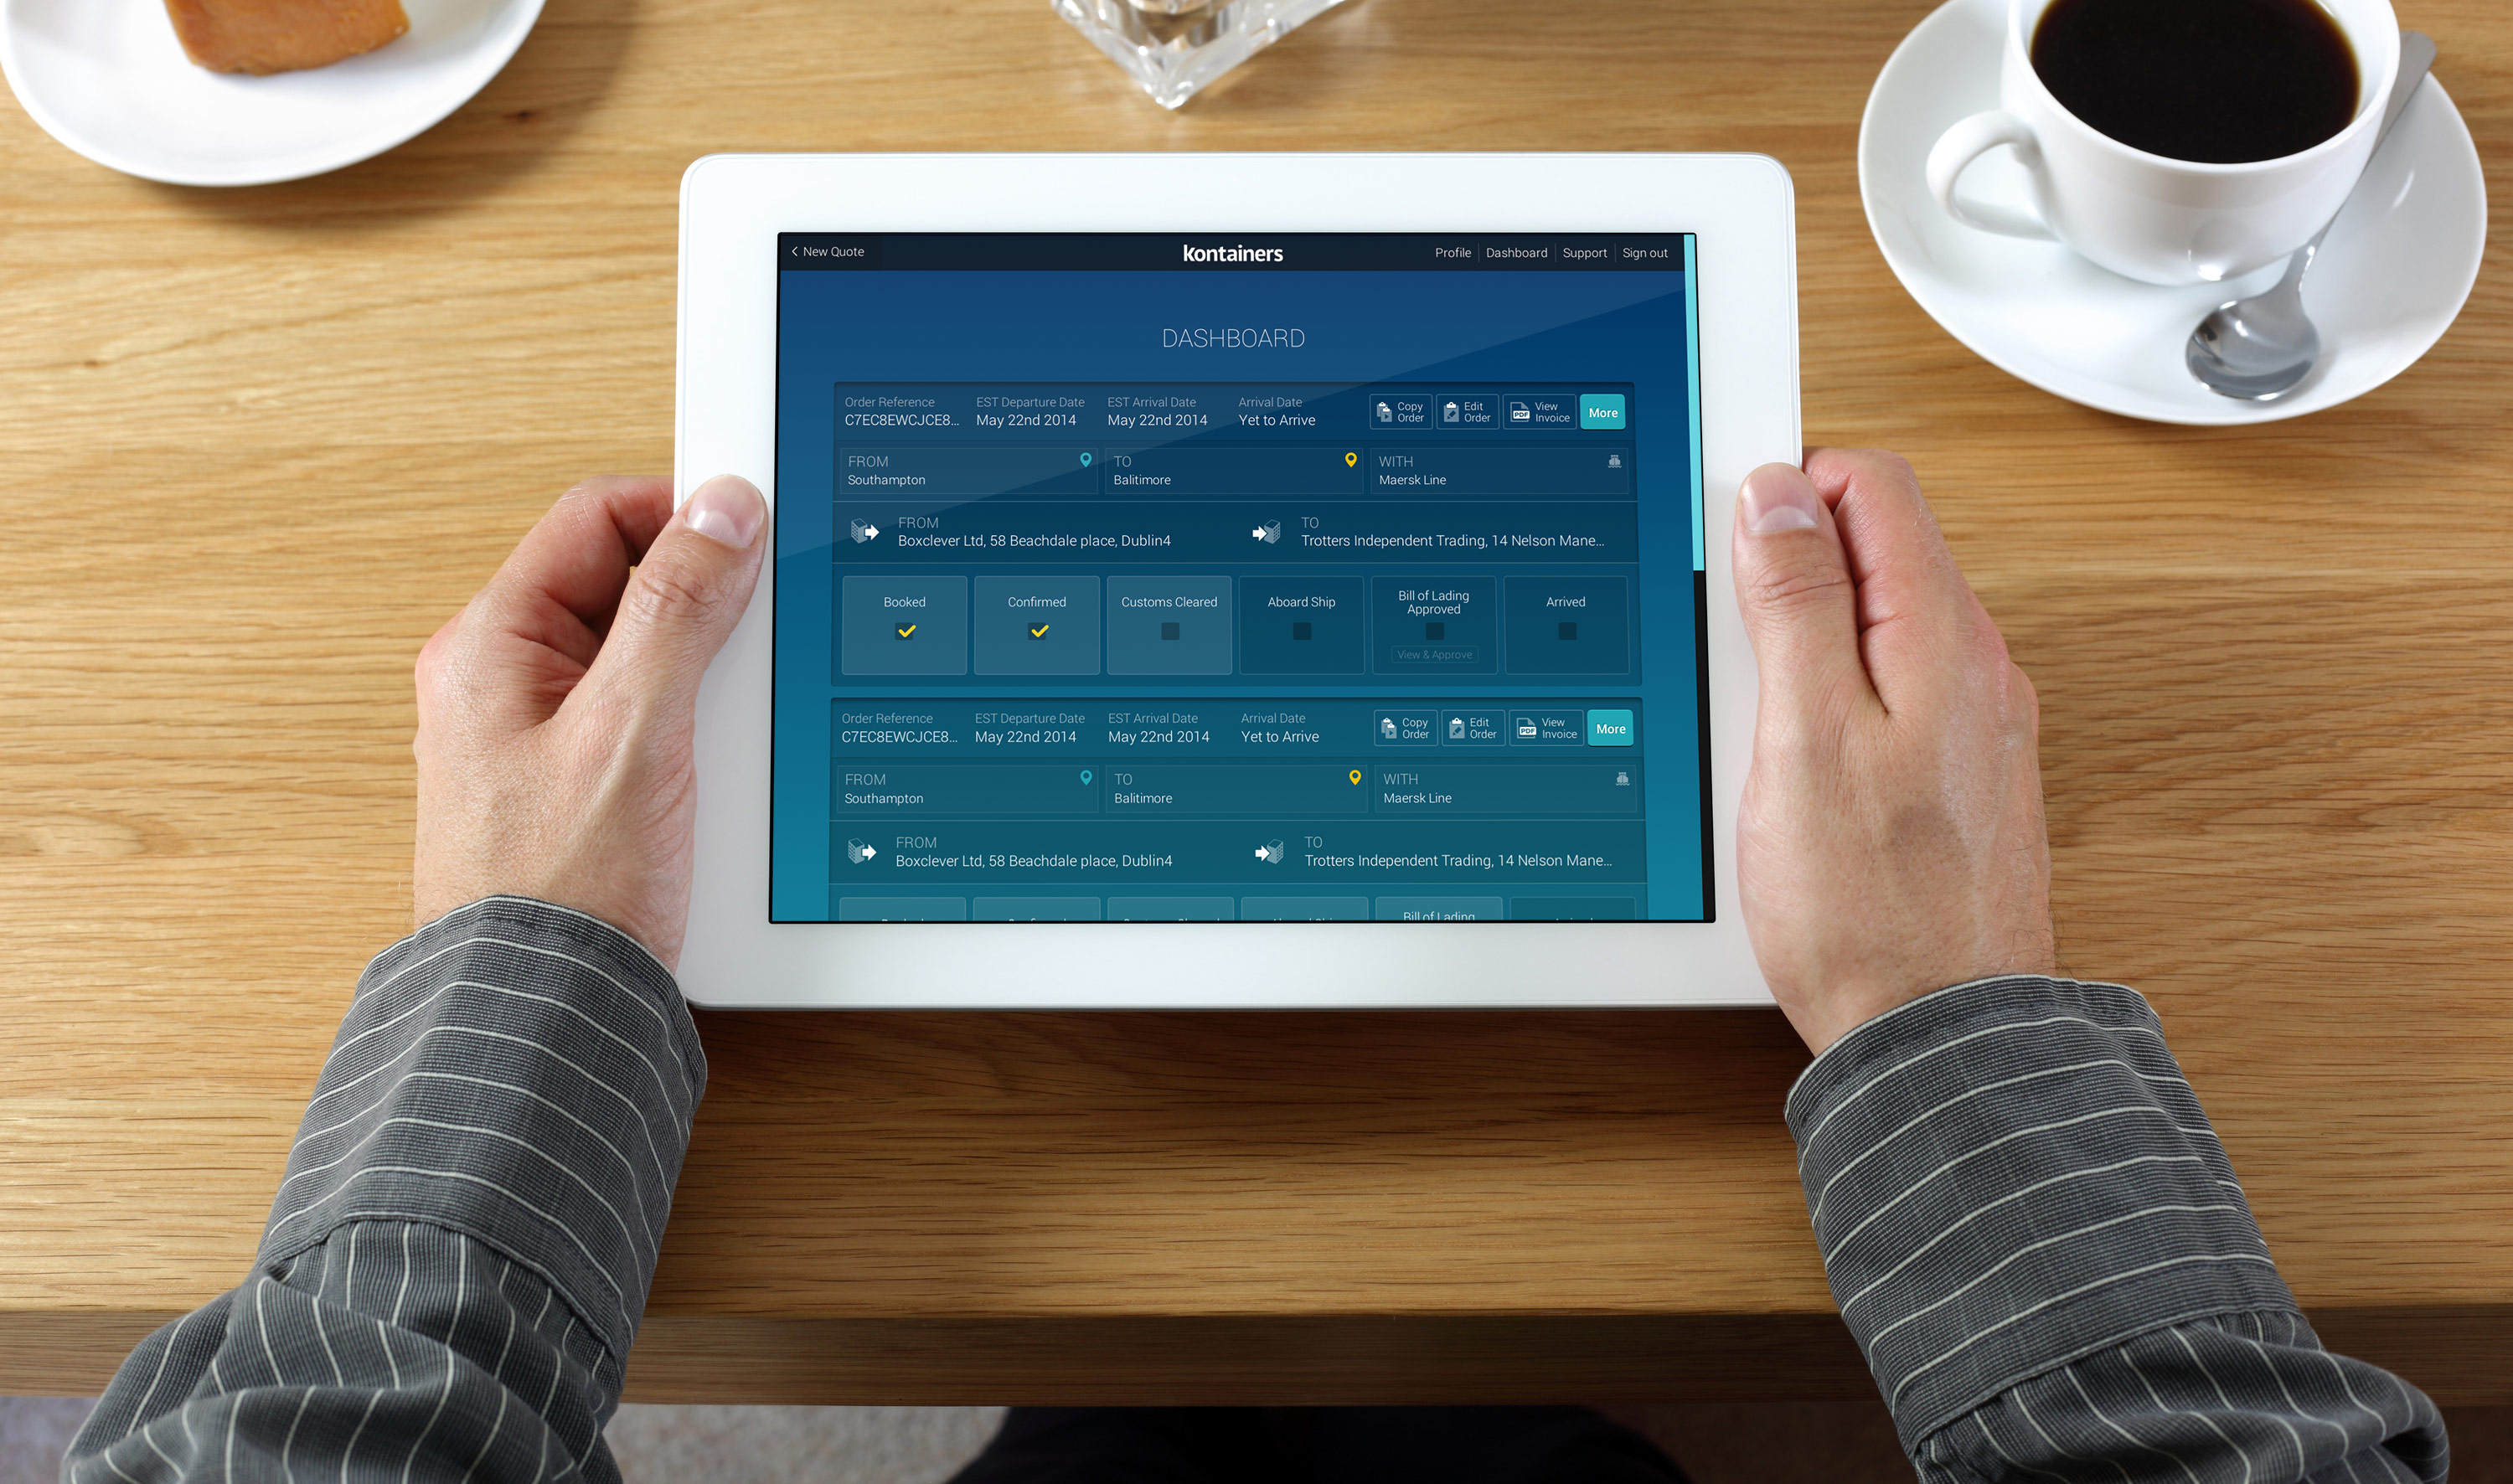 New Quote
kontainers
Profile Dashboard Support Sign out
DASHBOARD
Order Reference EST Departure Date EST Arrival Date Arrival Date
C7EC8EWCJCE8... May 22nd 2014 May 22nd 2014 Yet to Arrive
Copy Order
Edit Order
PDF View Invoice
More
FROM TO WITH
Southampton Balitimore Maersk Line
FROM TO
Boxclever Ltd, 58 Beachdale place, Dublin4 Trotters Independent Trading, 14 Nelson Mane...
Booked Confirmed Customs Cleared Aboard Ship Bill of Lading Approved Arrived
View & Approve
Order Reference EST Departure Date EST Arrival Date Arrival Date
C7EC8EWCJCE8... May 22nd 2014 May 22nd 2014 Yet to Arrive
Copy Order
Edit Order
PDF View Invoice
More
FROM TO WITH
Southampton Balitimore Maersk Line
FROM TO
Boxclever Ltd, 58 Beachdale place, Dublin4 Trotters Independent Trading, 14 Nelson Mane...
Bill of Lading